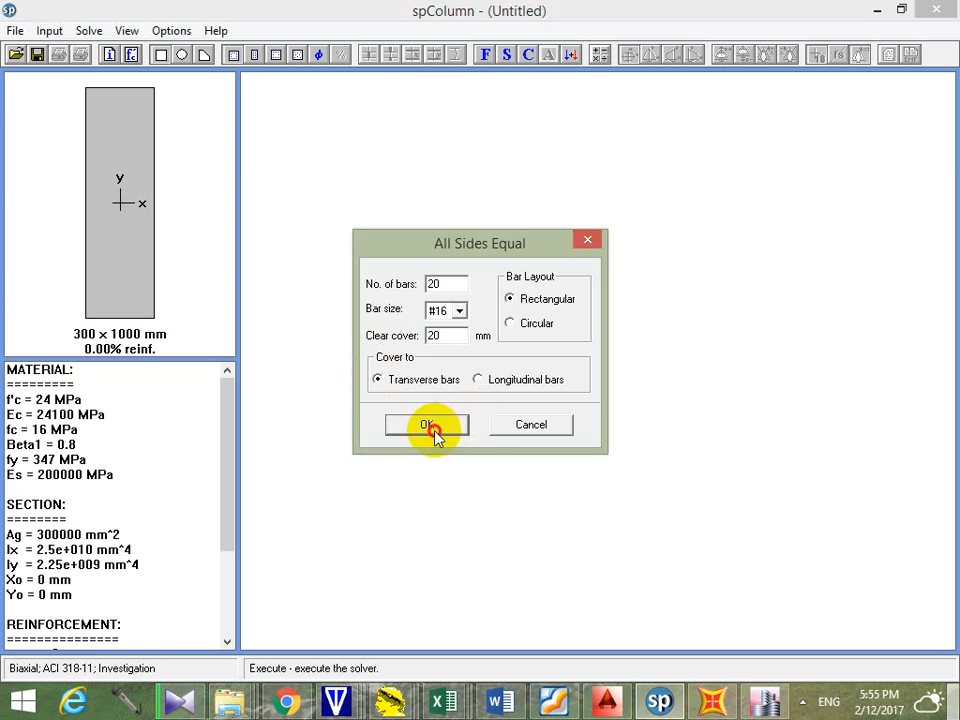 sp
spColumn - (Untitled)
File Input Solve View Options Help
F S C A
y
x
300 x 1000 mm
0.00% reinf.
MATERIAL:
=========
f'c = 24 MPa
Ec = 24100 MPa
fc = 16 MPa
Beta1 = 0.8
fy = 347 MPa
Es = 200000 MPa
SECTION:
========
Ag = 300000 mm^2
Ix = 2.5e+010 mm^4
Iy = 2.25e+009 mm^4
Xo = 0 mm
Yo = 0 mm
REINFORCEMENT:
===============
All Sides Equal
No. of bars: 20
Bar size: #16
Clear cover: 20 mm
Bar Layout
Rectangular
Circular
Cover to
Transverse bars
Longitudinal bars
OK
Cancel
Biaxial; ACI 318-11; Investigation
Execute - execute the solver.
ENG
5:55 PM
2/12/2017